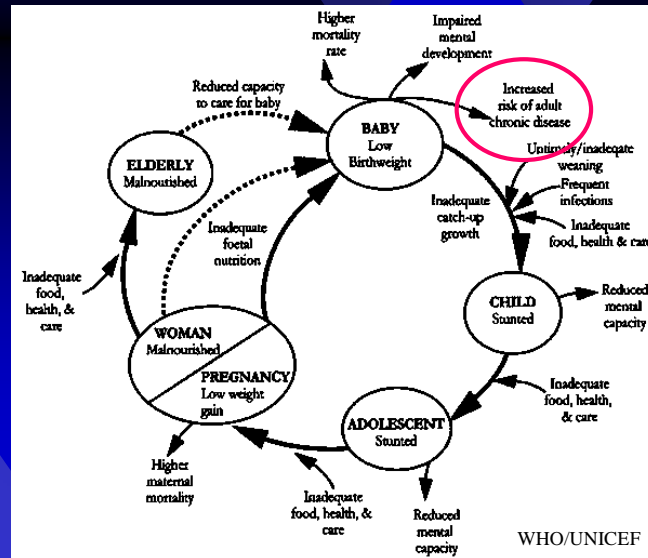 Higher
mortality
rate
Impaired
mental
development
Increased
risk of adult
chronic disease
Reduced capacity
to care for baby
BABY
Low
Birthweight
Untimely/inadeqate
weaning
Frequent
infections
Inadequate
food, health & care
ELDERLY
Malnourished
Inadequate
catch-up
growth
Inadequate
foetal
nutrition
Inadequate
food,
health, &
care
CHILD
Stunted
Reduced
mental
capacity
WOMAN
Malnourished
PREGNANCY
Low weight
gain
Inadequate
food, health,
& care
ADOLESCENT
Stunted
Higher
maternal
mortality
Inadequate
food, health, &
care
Reduced
mental
capacity
WHO/UNICEF